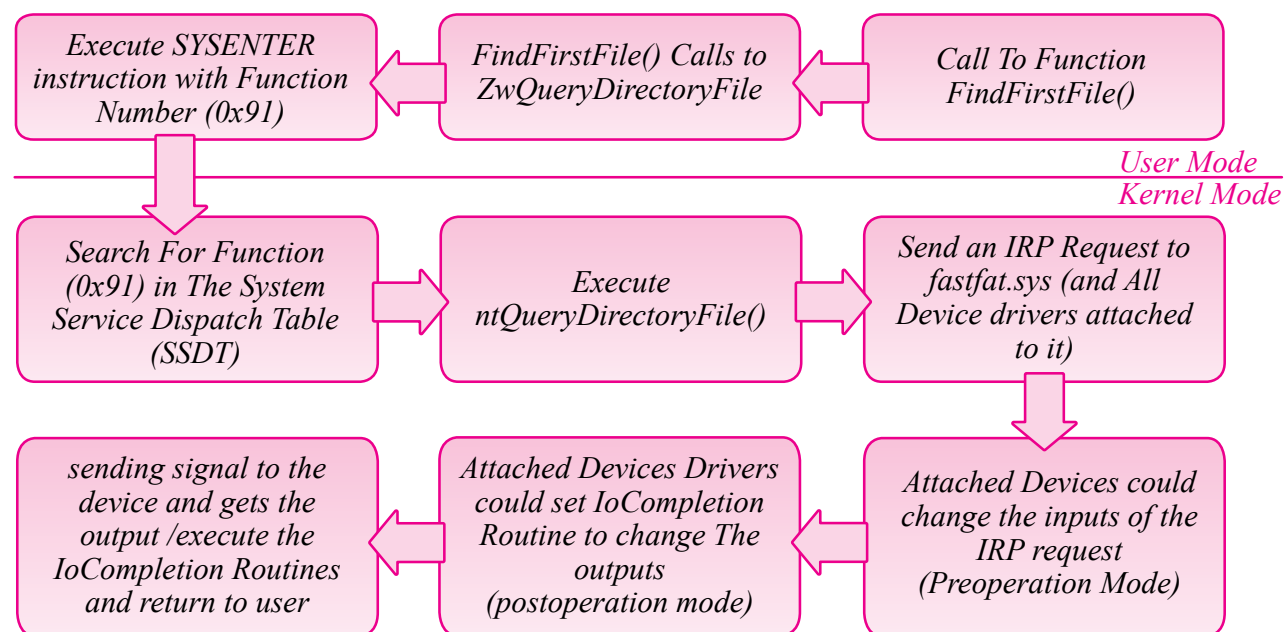 Execute SYSENTER
instruction with Function
Number (0x91)
FindFirstFile() Calls to
ZwQueryDirectoryFile
Call To Function
FindFirstFile()
User Mode
Kernel Mode
Search For Function
(0x91) in The System
Service Dispatch Table
(SSDT)
Execute
ntQueryDirectoryFile()
Send an IRP Request to
fastfat.sys (and All
Device drivers attached
to it)
sending signal to the
device and gets the
output /execute the
IoCompletion Routines
and return to user
Attached Devices Drivers
could set IoCompletion
Routine to change The
outputs
(postoperation mode)
Attached Devices could
change the inputs of the
IRP request
(Preoperation Mode)